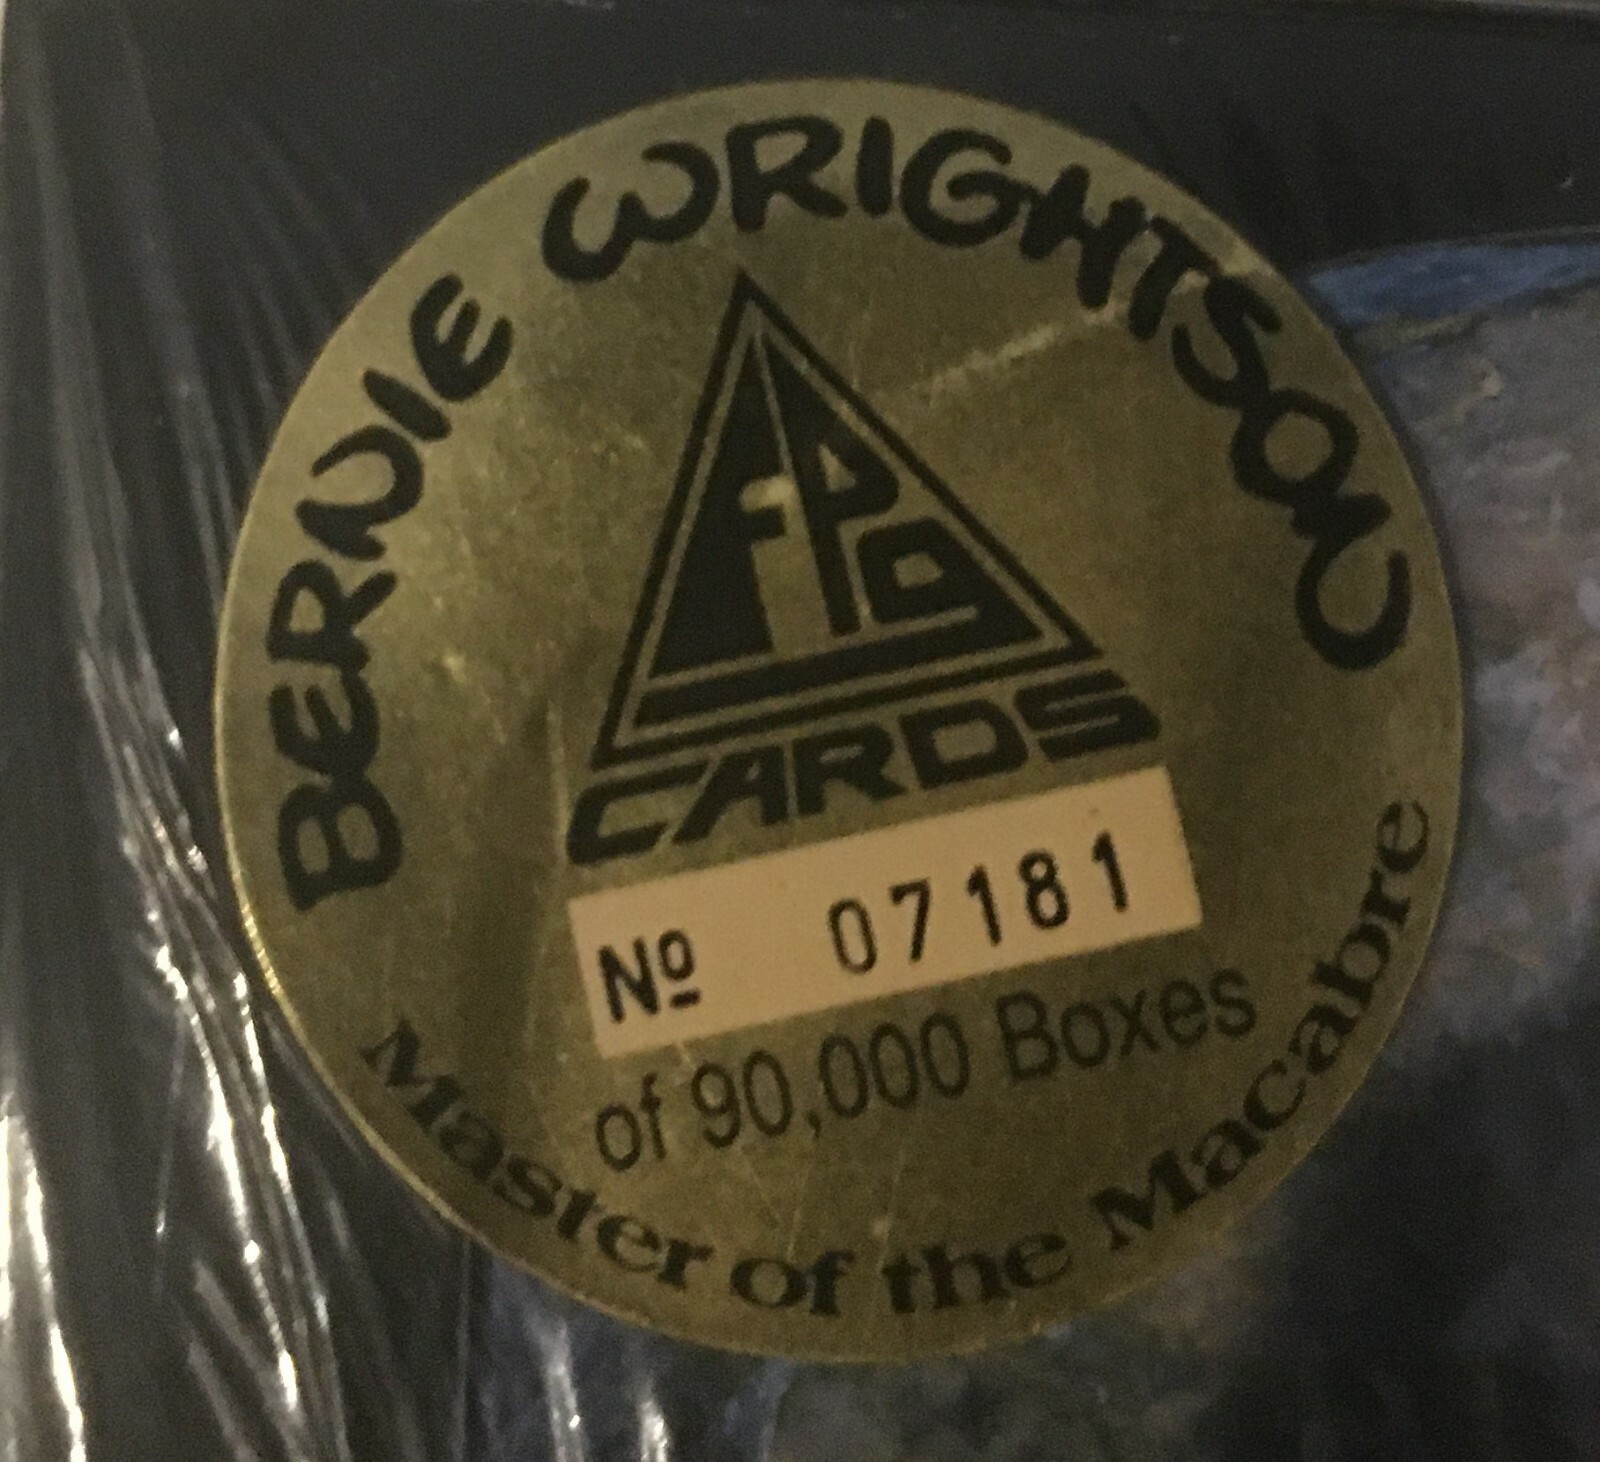 BERNIE WRIGHTSON
FPG
CARDS
Nº 07181
of 90,000 Boxes
Master of the Macabre